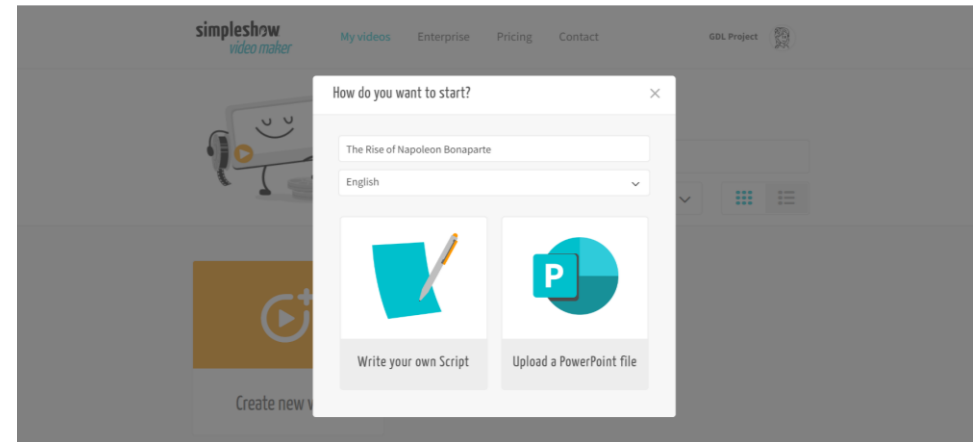 simpleshow
video maker
My videos Enterprise Pricing Contact GDL Project
How do you want to start?
The Rise of Napoleon Bonaparte
English
P
Write your own Script Upload a PowerPoint file
Create new v